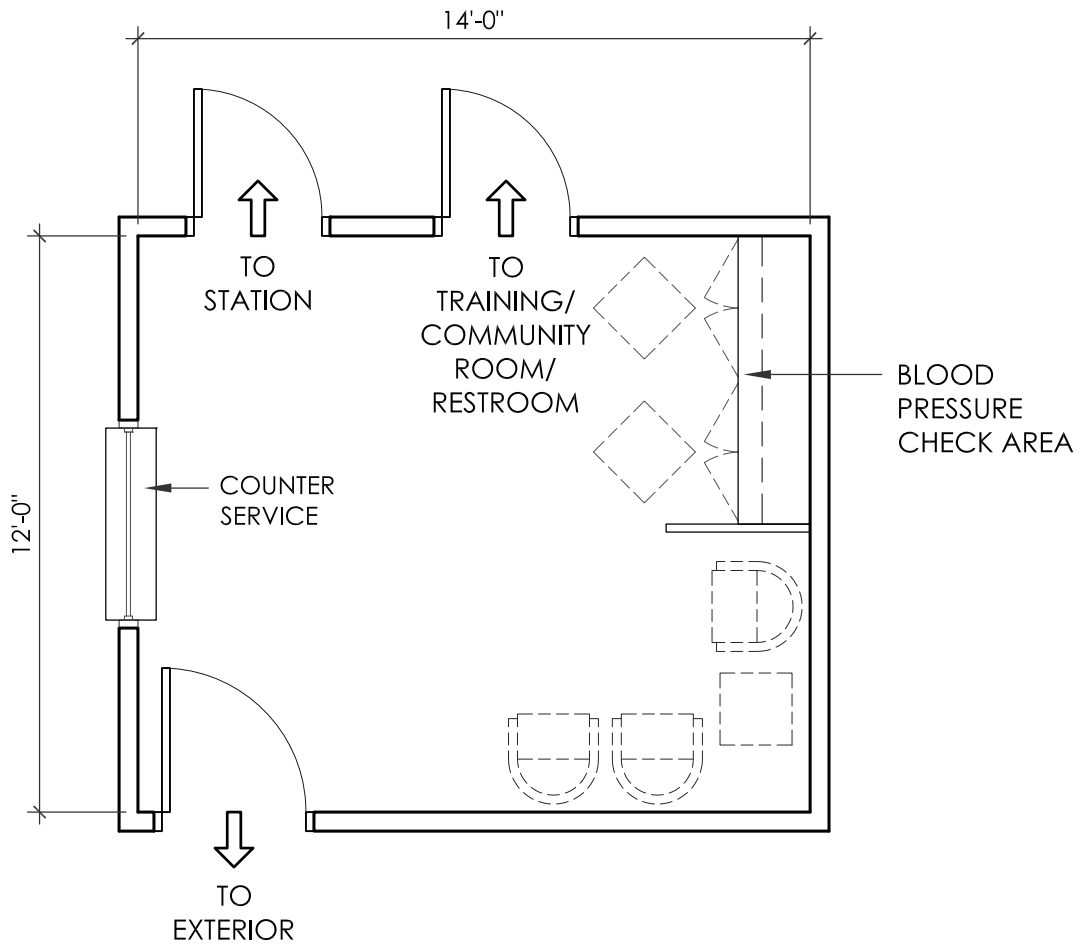 14'-0"
TO
STATION
TO
TRAINING/
COMMUNITY
ROOM/
RESTROOM
BLOOD
PRESSURE
CHECK AREA
COUNTER
SERVICE
12'-0"
TO
EXTERIOR